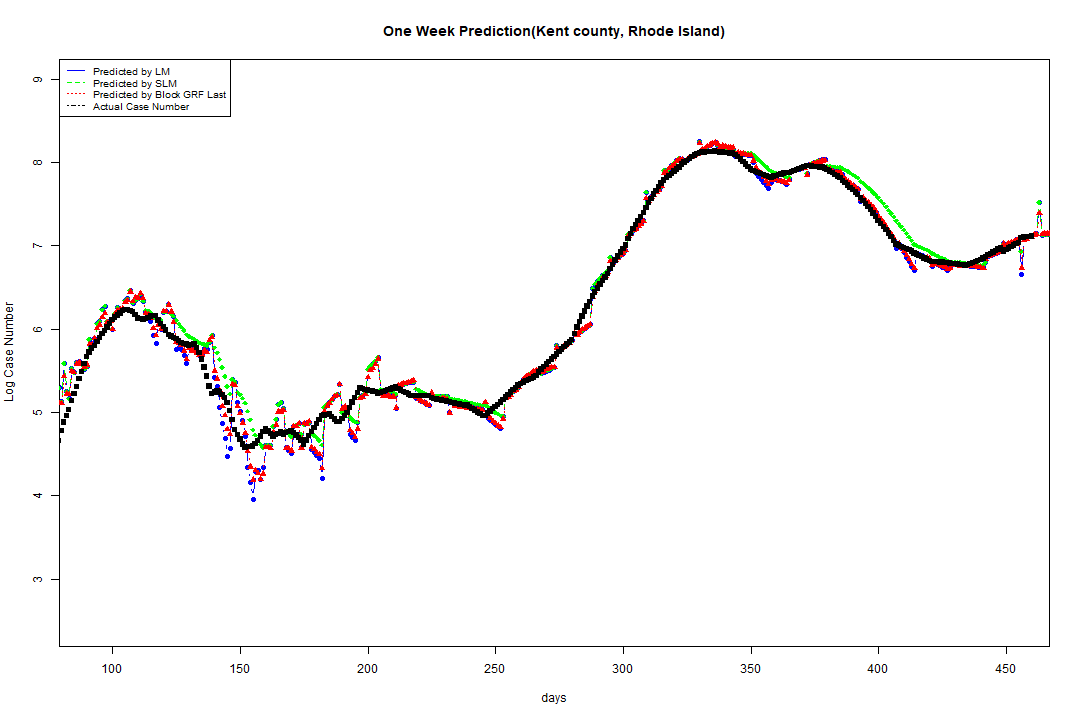 One Week Prediction(Kent county, Rhode Island)
Predicted by LM
Predicted by SLM
Predicted by Block GRF Last
Actual Case Number
Log Case Number
9
8
7
6
5
4
3
100 150 200 250 300 350 400 450
days